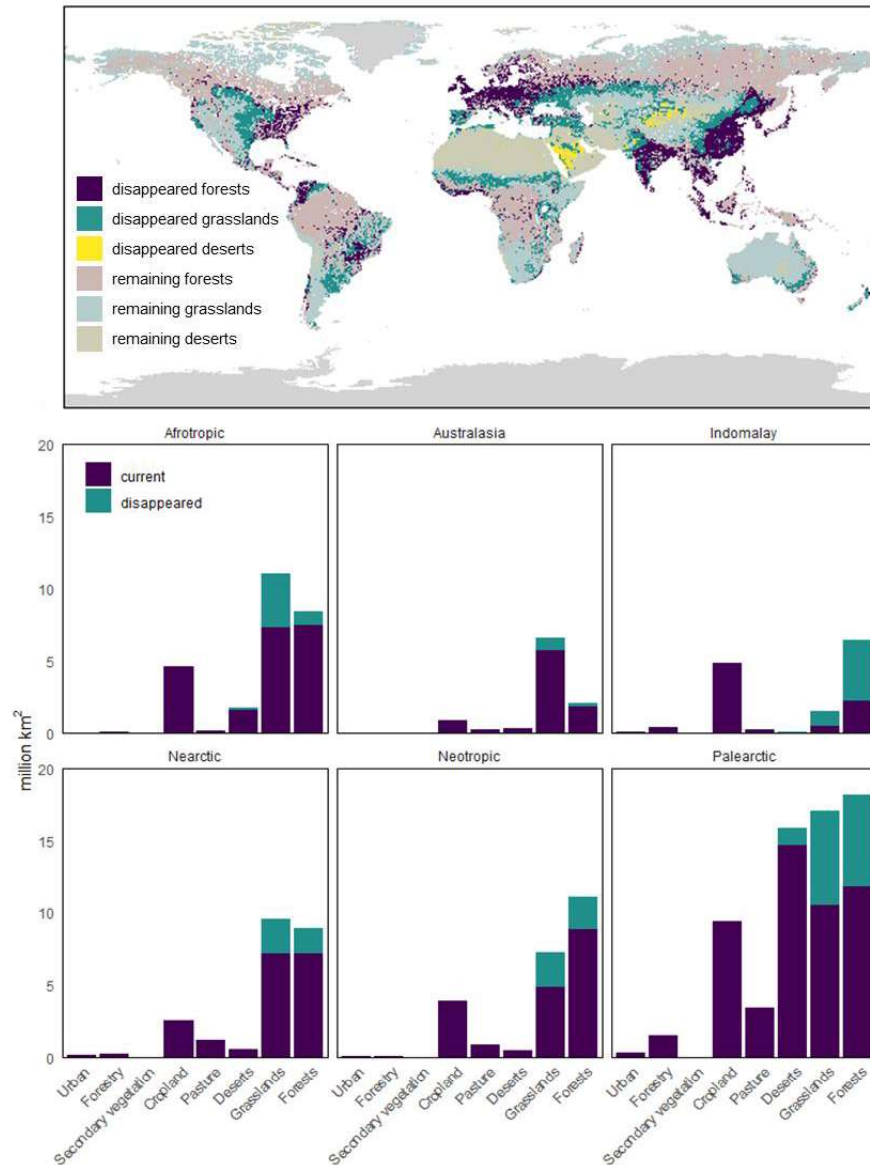 disappeared forests
disappeared grasslands
disappeared deserts
remaining forests
remaining grasslands
remaining deserts
Afrotropic
Australasia
Indomalay
20
15
10
5
0
current
disappeared
million km²
Nearctic
Neotropic
Palearctic
20
15
10
5
0
Urban
Forestry
Secondary vegetation
Cropland
Pasture
Deserts
Grasslands
Forests
Urban
Forestry
Secondary vegetation
Cropland
Pasture
Deserts
Grasslands
Forests
Urban
Forestry
Secondary vegetation
Cropland
Pasture
Deserts
Grasslands
Forests